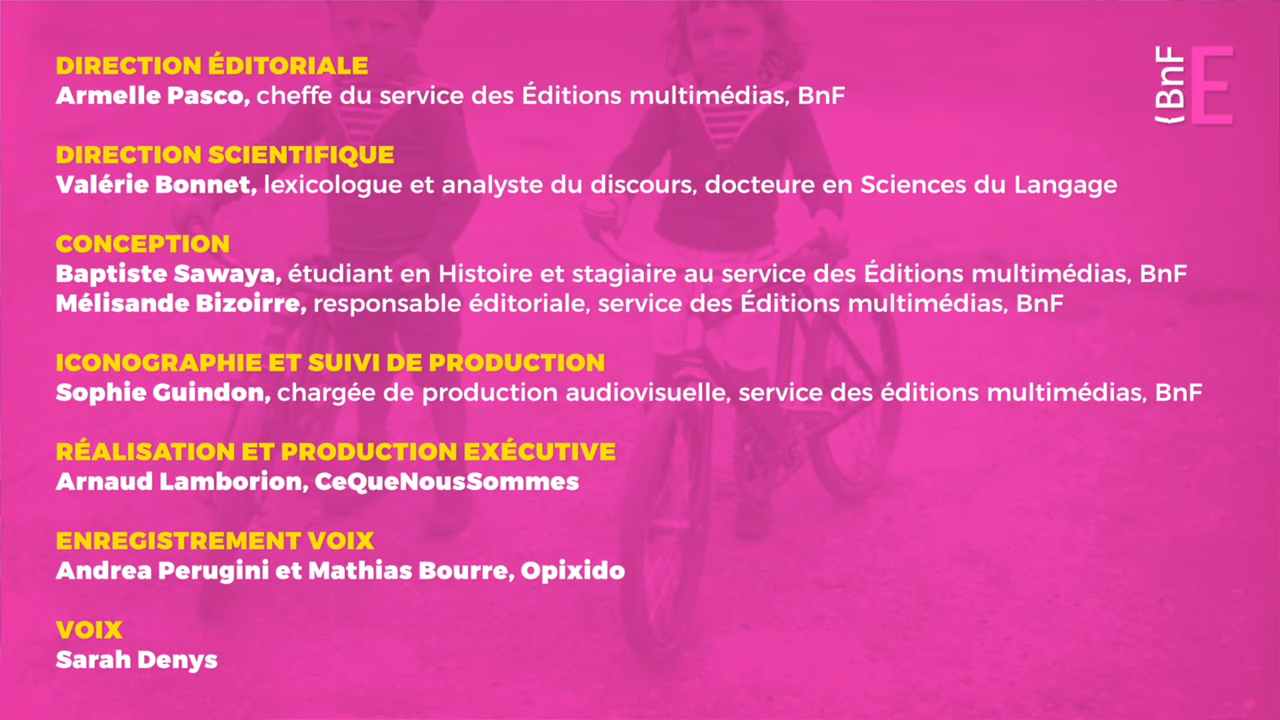 DIRECTION ÉDITORIALE
Armelle Pasco, cheffe du service des Éditions multimédias, BnF
DIRECTION SCIENTIFIQUE
Valérie Bonnet, lexicologue et analyste du discours, docteure en Sciences du Langage
CONCEPTION
Baptiste Sawaya, étudiant en Histoire et stagiaire au service des Éditions multimédias, BnF
Mélisande Bizoirre, responsable éditoriale, service des Éditions multimédias, BnF
ICONOGRAPHIE ET SUIVI DE PRODUCTION
Sophie Guindon, chargée de production audiovisuelle, service des éditions multimédias, BnF
RÉALISATION ET PRODUCTION EXÉCUTIVE
Arnaud Lamborion, CeQueNousSommes
ENREGISTREMENT VOIX
Andrea Perugini et Mathias Bourre, Opixido
VOIX
Sarah Denys
{BnF E